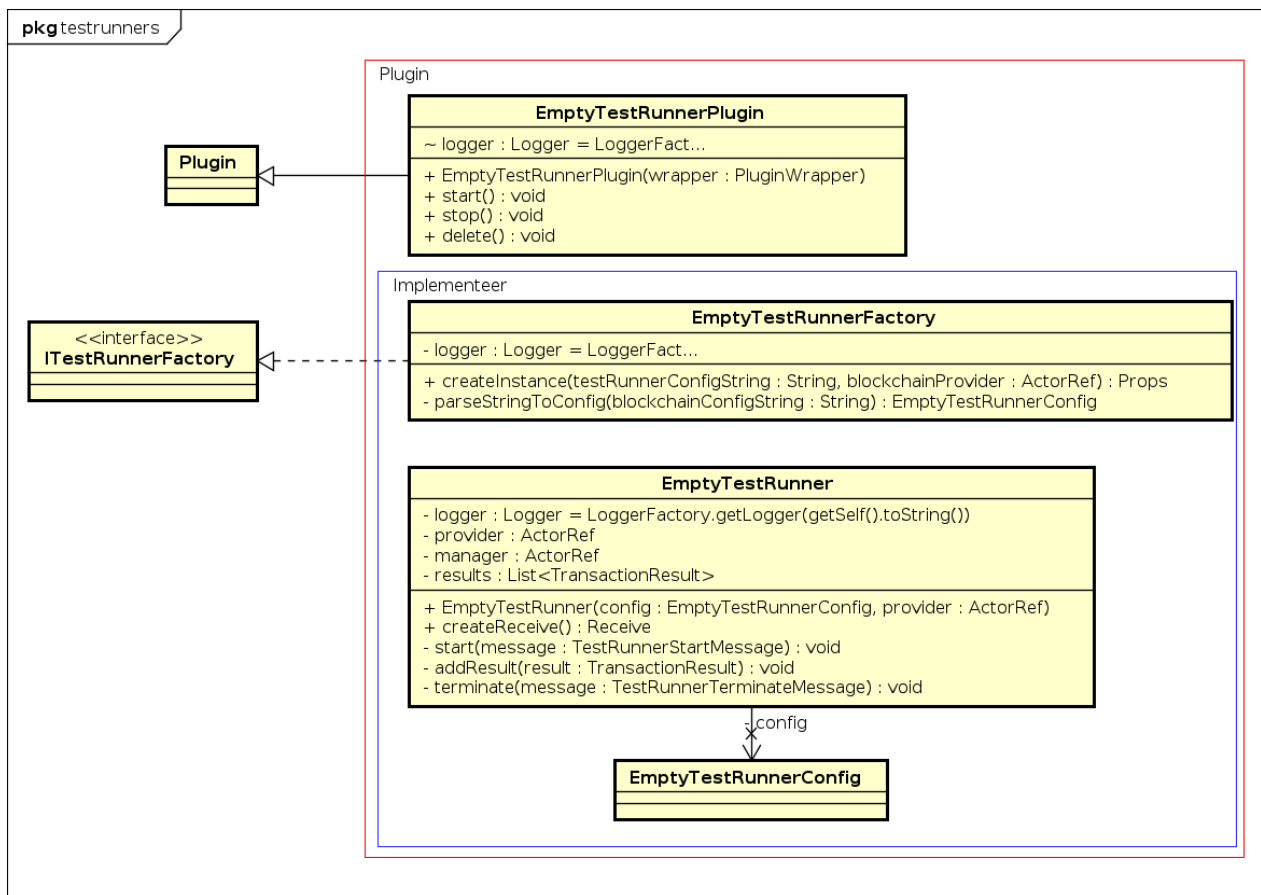 pkg testrunners
Plugin
EmptyTestRunnerPlugin
~ logger : Logger = LoggerFact...
+ EmptyTestRunnerPlugin(wrapper : PluginWrapper)
+ start() : void
+ stop() : void
+ delete() : void
Plugin
Implementeer
EmptyTestRunnerFactory
- logger : Logger = LoggerFact...
+ createInstance(testRunnerConfigString : String, blockchainProvider : ActorRef) : Props
- parseStringToConfig(blockchainConfigString : String) : EmptyTestRunnerConfig
<<interface>>
ITestRunnerFactory
EmptyTestRunner
- logger : Logger = LoggerFactory.getLogger(getSelf().toString())
- provider : ActorRef
- manager : ActorRef
- results : List<TransactionResult>
+ EmptyTestRunner(config : EmptyTestRunnerConfig, provider : ActorRef)
+ createReceive() : Receive
- start(message : TestRunnerStartMessage) : void
- addResult(result : TransactionResult) : void
- terminate(message : TestRunnerTerminateMessage) : void
- config
EmptyTestRunnerConfig